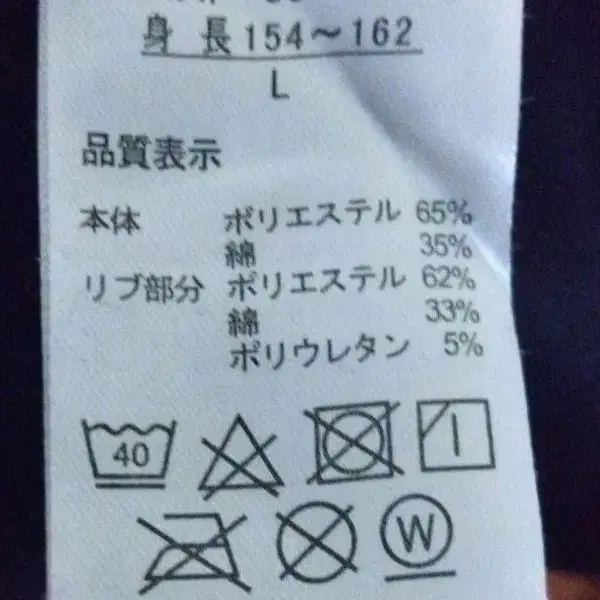 身長154～162
L
品質表示
本体 ポリエステル 65%
綿 35%
リブ部分 ポリエステル 62%
綿 33%
ポリウレタン 5%
40
W